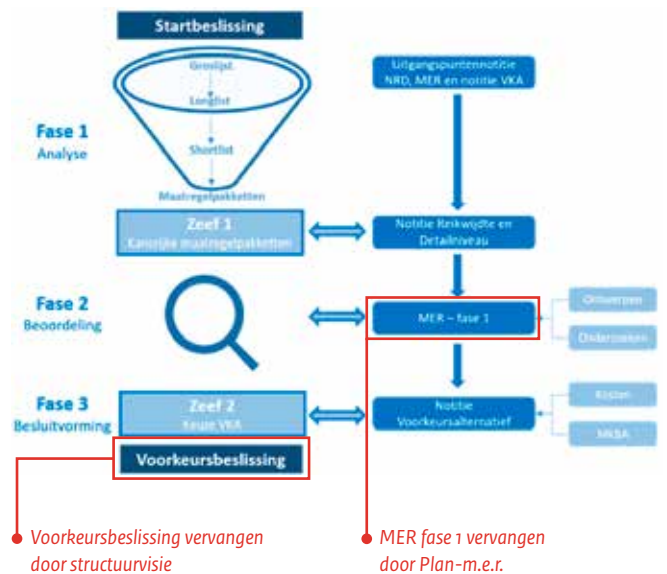 Startbeslissing
Groslijst
Longlist
Shortlist
Maatregelpakketten
Fase 1
Analyse
Uitgangspuntennotitie
NRD, MER en notitie VKA
Zeef 1
Kansrijke maatregelpakketten
Notitie Reikwijdte en
Detailniveau
Fase 2
Beoordeling
MER – fase 1
Ontwerpen
Onderzoeken
Fase 3
Besluitvorming
Zeef 2
Keuze VKA
Notitie
Voorkeursalternatief
Kosten
MKBA
Voorkeursbeslissing
Voorkeursbeslissing vervangen
door structuurvisie
MER fase 1 vervangen
door Plan-m.e.r.